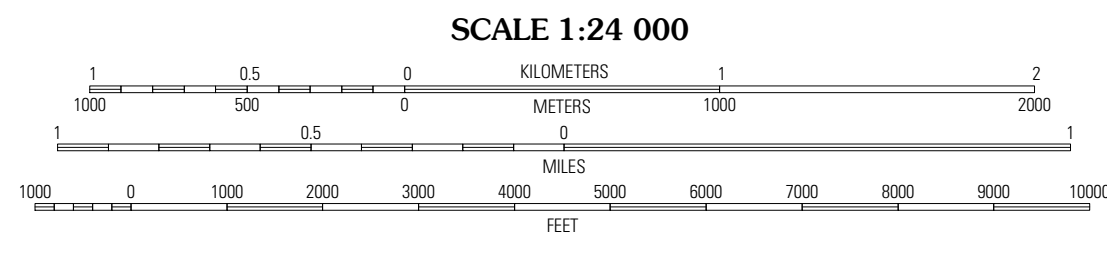 SCALE 1:24 000
1 0.5 0 KILOMETERS 1 2
1000 500 0 METERS 1000 2000
1 0.5 0 1
MILES
1000 0 1000 2000 3000 4000 5000 6000 7000 8000 9000 10000
FEET